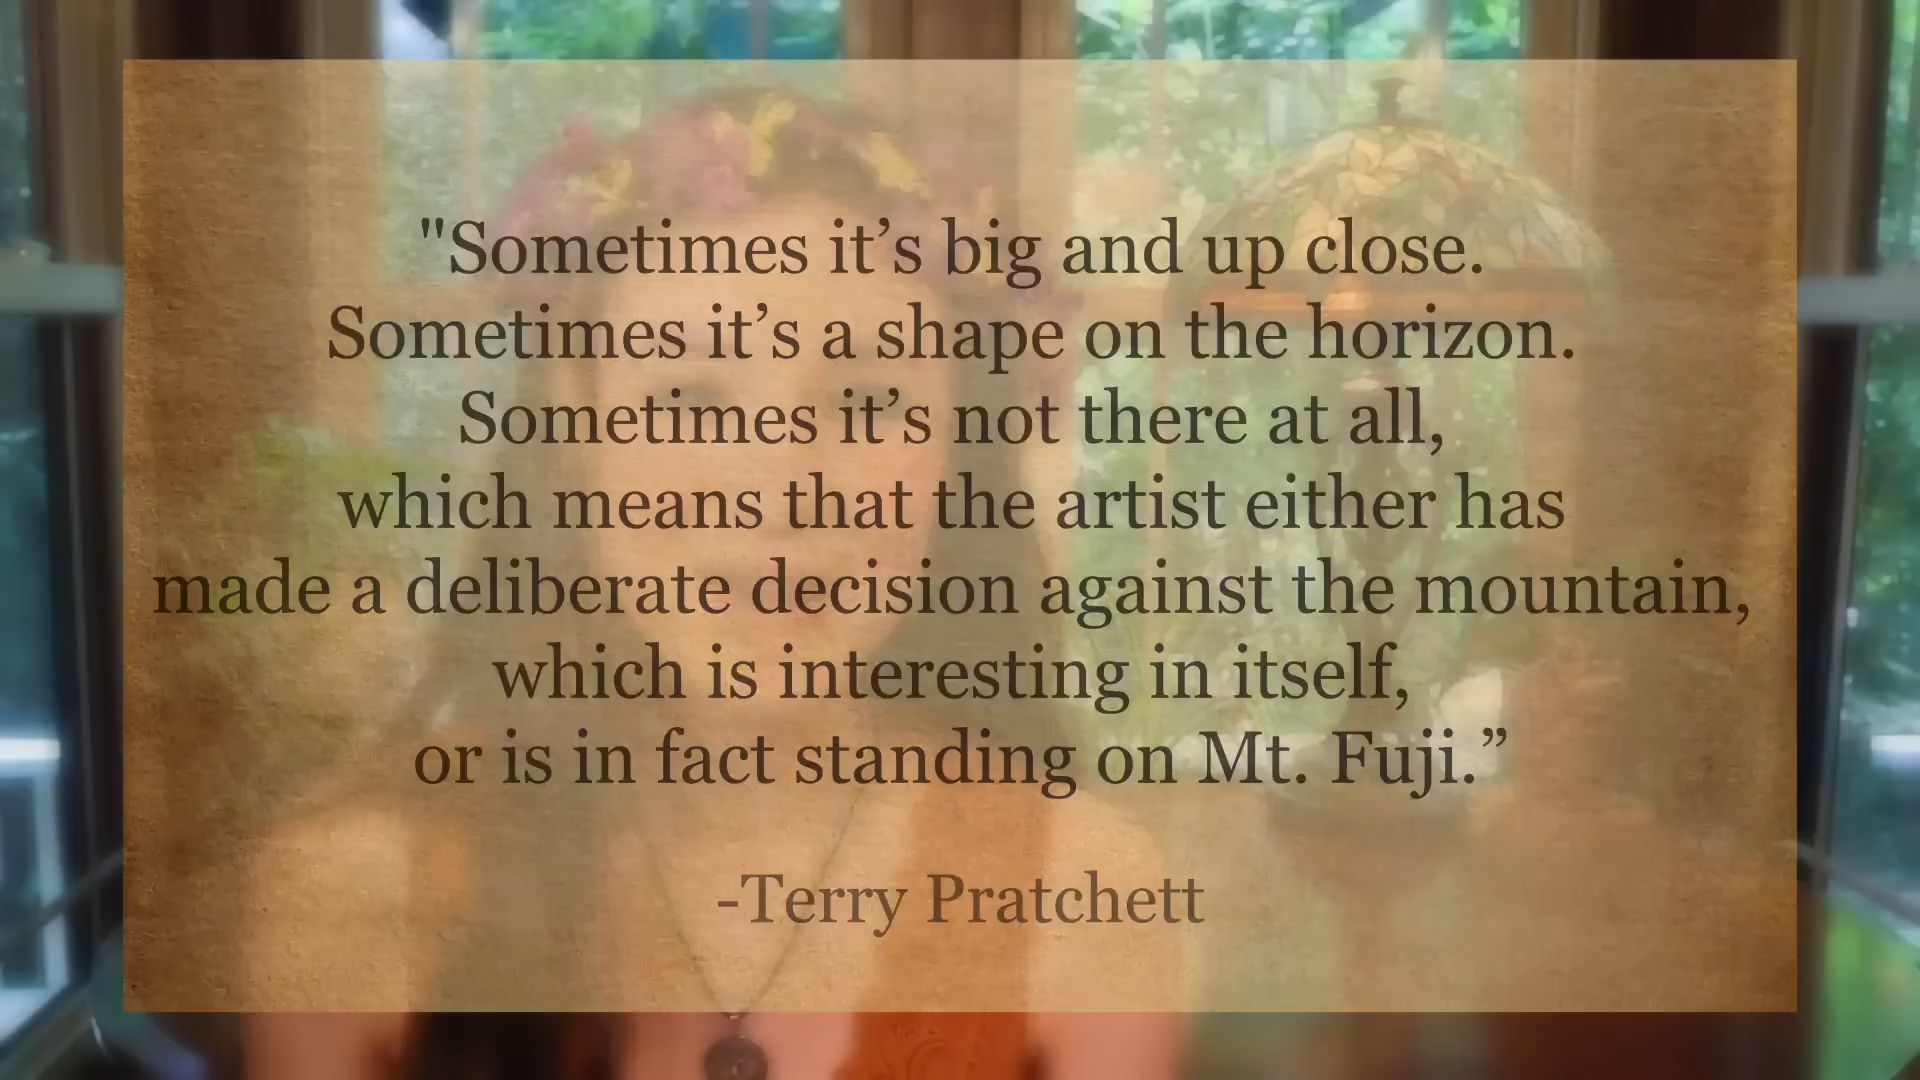 "Sometimes it’s big and up close.
Sometimes it’s a shape on the horizon.
Sometimes it’s not there at all,
which means that the artist either has
made a deliberate decision against the mountain,
which is interesting in itself,
or is in fact standing on Mt. Fuji.”
-Terry Pratchett